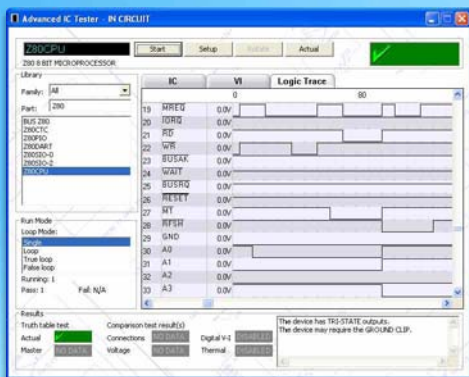 Advanced IC Tester - IN CIRCUIT
Z80CPU
Start
Setup
Actual
Z80 8 BIT MICROPROCESSOR
Library
Family: All
Part: Z80
BUS Z80
Z80CTC
Z80PIO
Z80DART
Z80SIO-0
Z80SIO-2
Z80CPU
Run Mode
Loop Mode:
Single
Loop
True loop
False loop
Running: 1
Pass: 1 Fail: N/A
IC
VI
Logic Trace
0 80
19 MREQ 0.0V
20 IORQ 0.0V
21 RD 0.0V
22 WR 0.0V
23 BUSAK 0.0V
24 WAIT 0.0V
25 BUSRQ 0.0V
26 RESET 0.0V
27 M1 0.0V
28 RFSH 0.0V
29 GND 0.0V
30 A0 0.0V
31 A1 0.0V
32 A2 0.0V
33 A3 0.0V
Results
Truth table test
Comparison test result(s)
Actual
Connections NO DATA
Digital V-I DISABLED
Master NO DATA
Voltage NO DATA
Thermal DISABLED
The device has TRI-STATE outputs.
The device may require the GROUND CLIP.